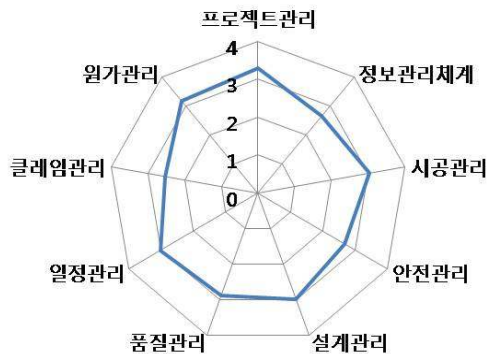 프로젝트관리
정보관리체계
시공관리
안전관리
설계관리
품질관리
일정관리
클레임관리
원가관리
4
3
2
1
0